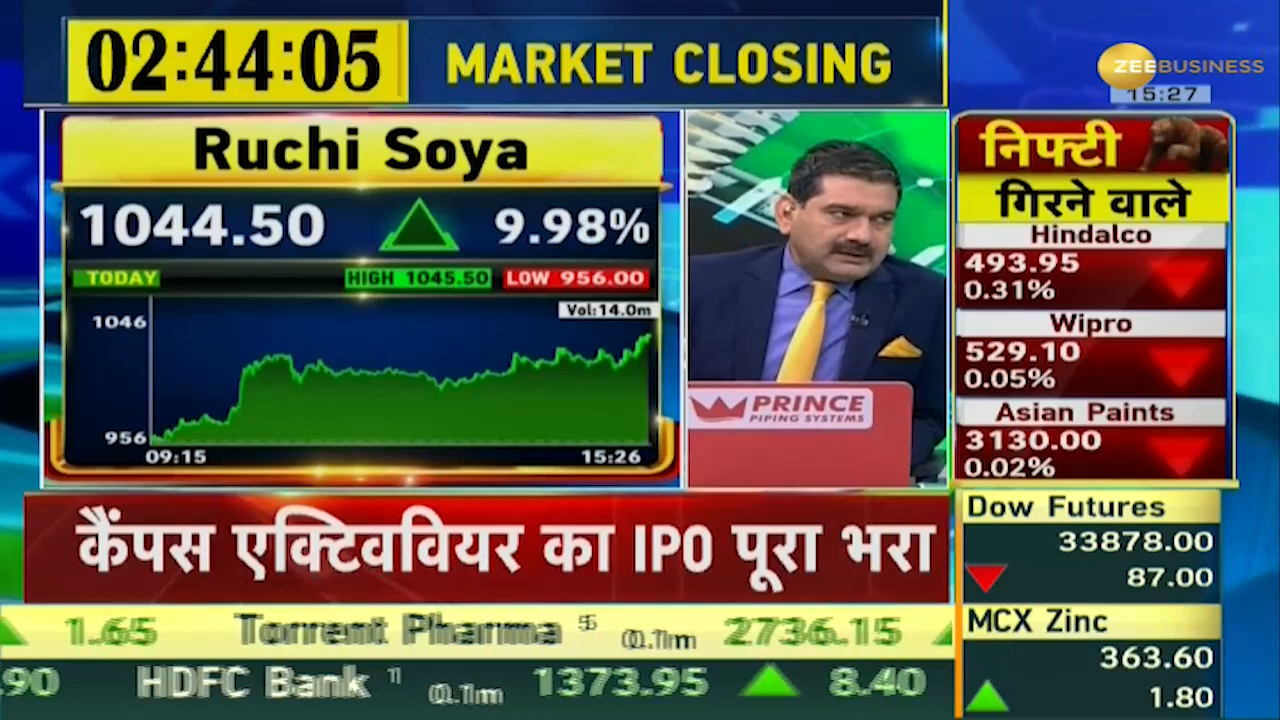 02:44:05
MARKET CLOSING
ZEEBUSINESS
15:27
Ruchi Soya
1044.50 9.98%
TODAY HIGH 1045.50 LOW 956.00
Vol:14.0m
1046
956
09:15 15:26
PRINCE
PIPING SYSTEMS
निफ्टी
गिरने वाले
Hindalco
493.95
0.31%
Wipro
529.10
0.05%
Asian Paints
3130.00
0.02%
Dow Futures
33878.00
87.00
MCX Zinc
363.60
1.80
कैंपस एक्टिववियर का IPO पूरा भरा
1.65 Torrent Pharma 2736.15
.90 HDFC Bank 1373.95 8.40